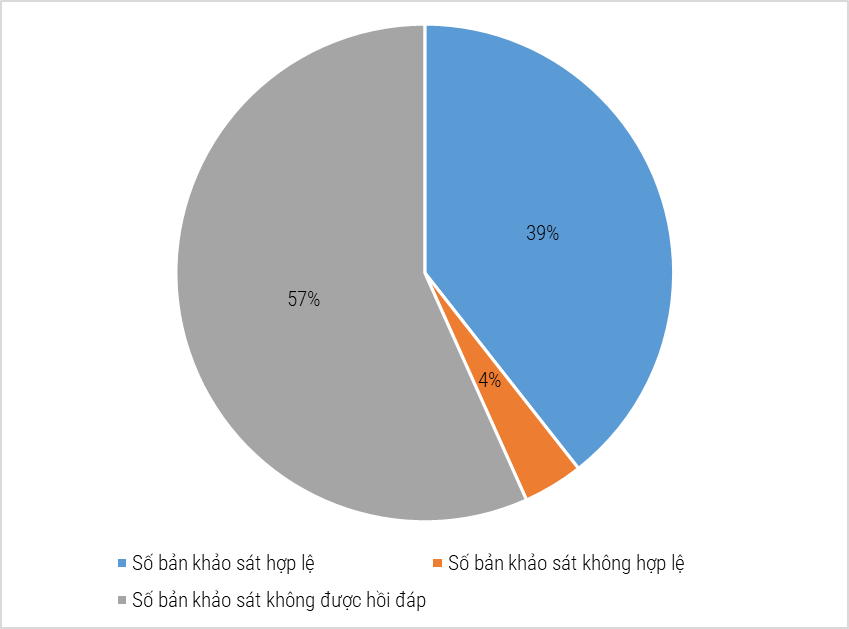 39%
57%
4%
Số bản khảo sát hợp lệ
Số bản khảo sát không hợp lệ
Số bản khảo sát không được hồi đáp